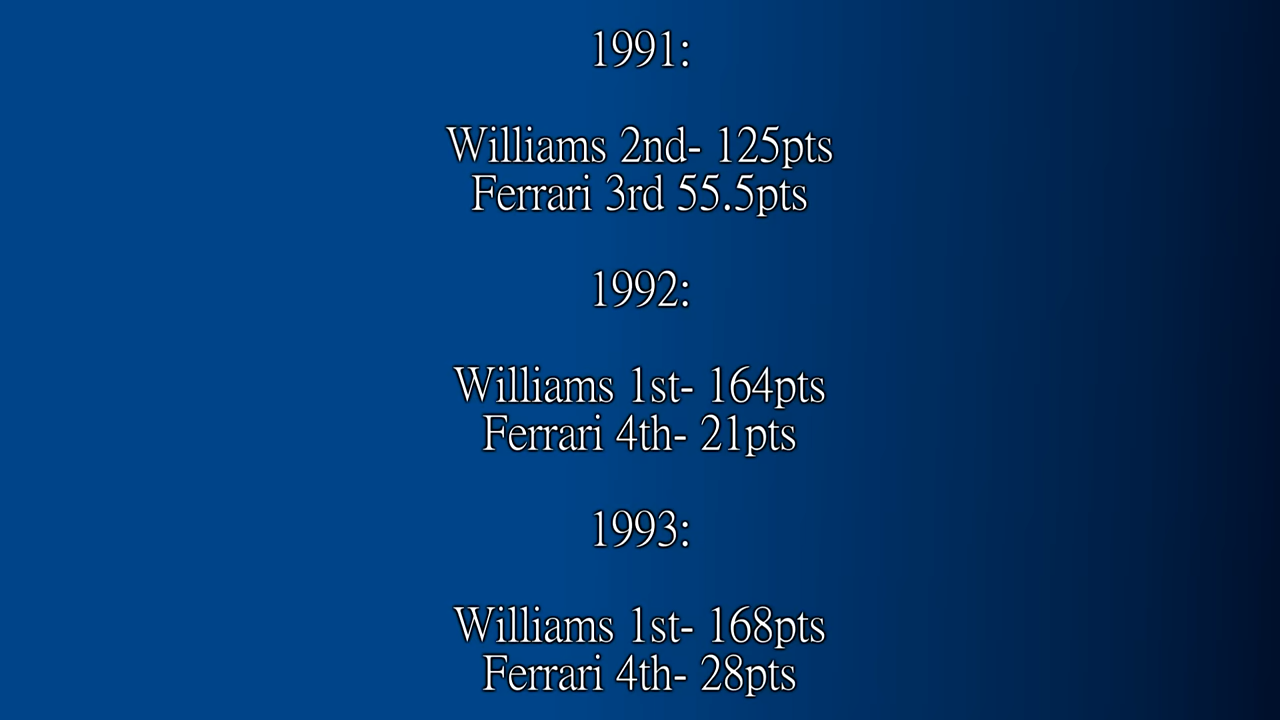 1991:
Williams 2nd- 125pts
Ferrari 3rd 55.5pts
1992:
Williams 1st- 164pts
Ferrari 4th- 21pts
1993:
Williams 1st- 168pts
Ferrari 4th- 28pts